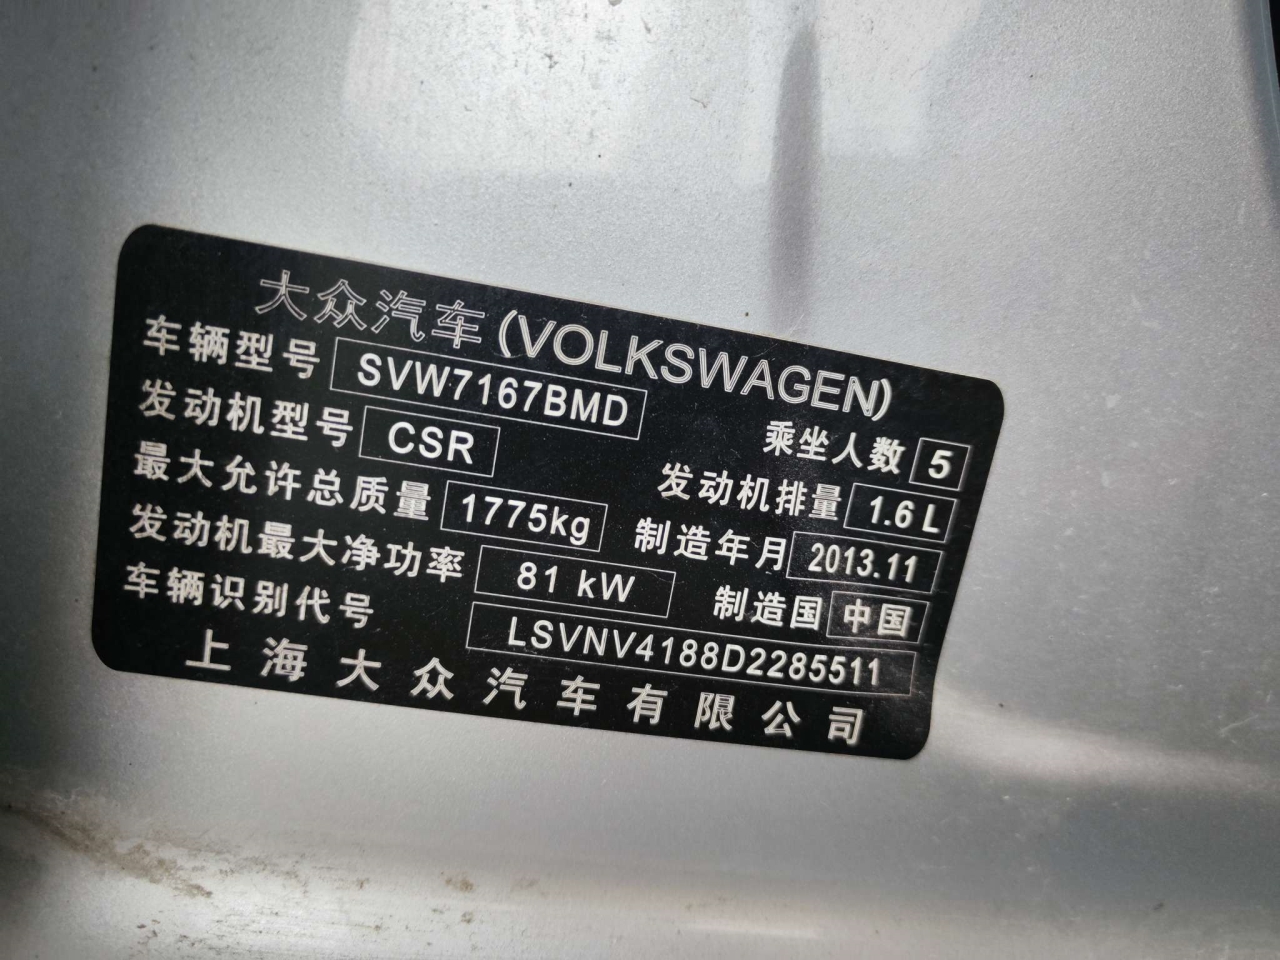 大众汽车(VOLKSWAGEN)
车辆型号 SVW7167BMD 乘坐人数 5
发动机型号 CSR 发动机排量 1.6 L
最大允许总质量 1775kg 制造年月 2013.11
发动机最大净功率 81 kW 制造国 中国
车辆识别代号 LSVNV4188D2285511
上海大众汽车有限公司